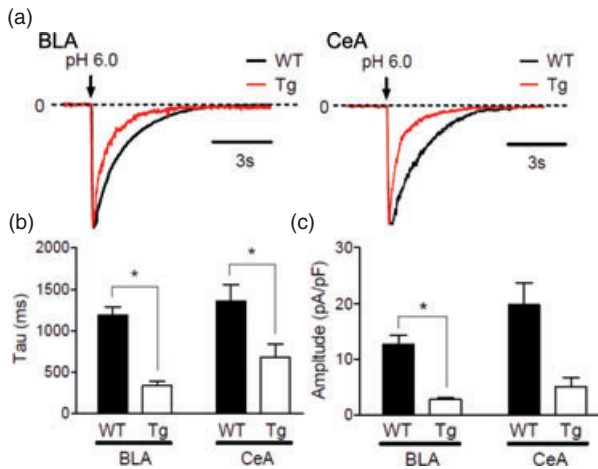 (a)
BLA
pH 6.0
WT
Tg
0
3s
CeA
pH 6.0
WT
Tg
0
3s
(b)
Tau (ms)
2000
1500
1000
500
0
*
*
WT Tg WT Tg
BLA CeA
(c)
Amplitude (pA/pF)
30
20
10
0
*
WT Tg WT Tg
BLA CeA